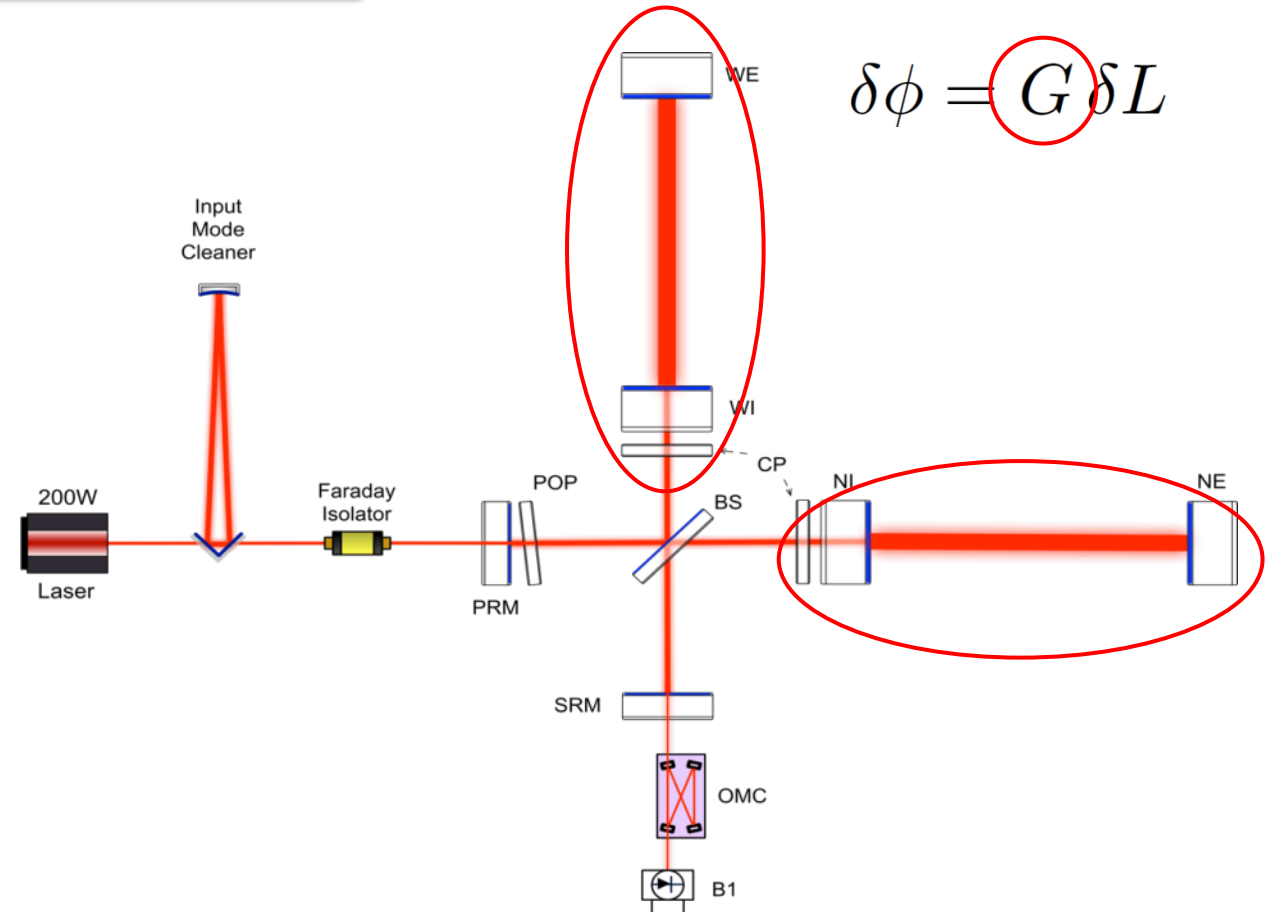 WE
δϕ = G δL
Input
Mode
Cleaner
WI
CP
NI
NE
200W
Faraday
Isolator
POP
BS
Laser
PRM
SRM
OMC
B1